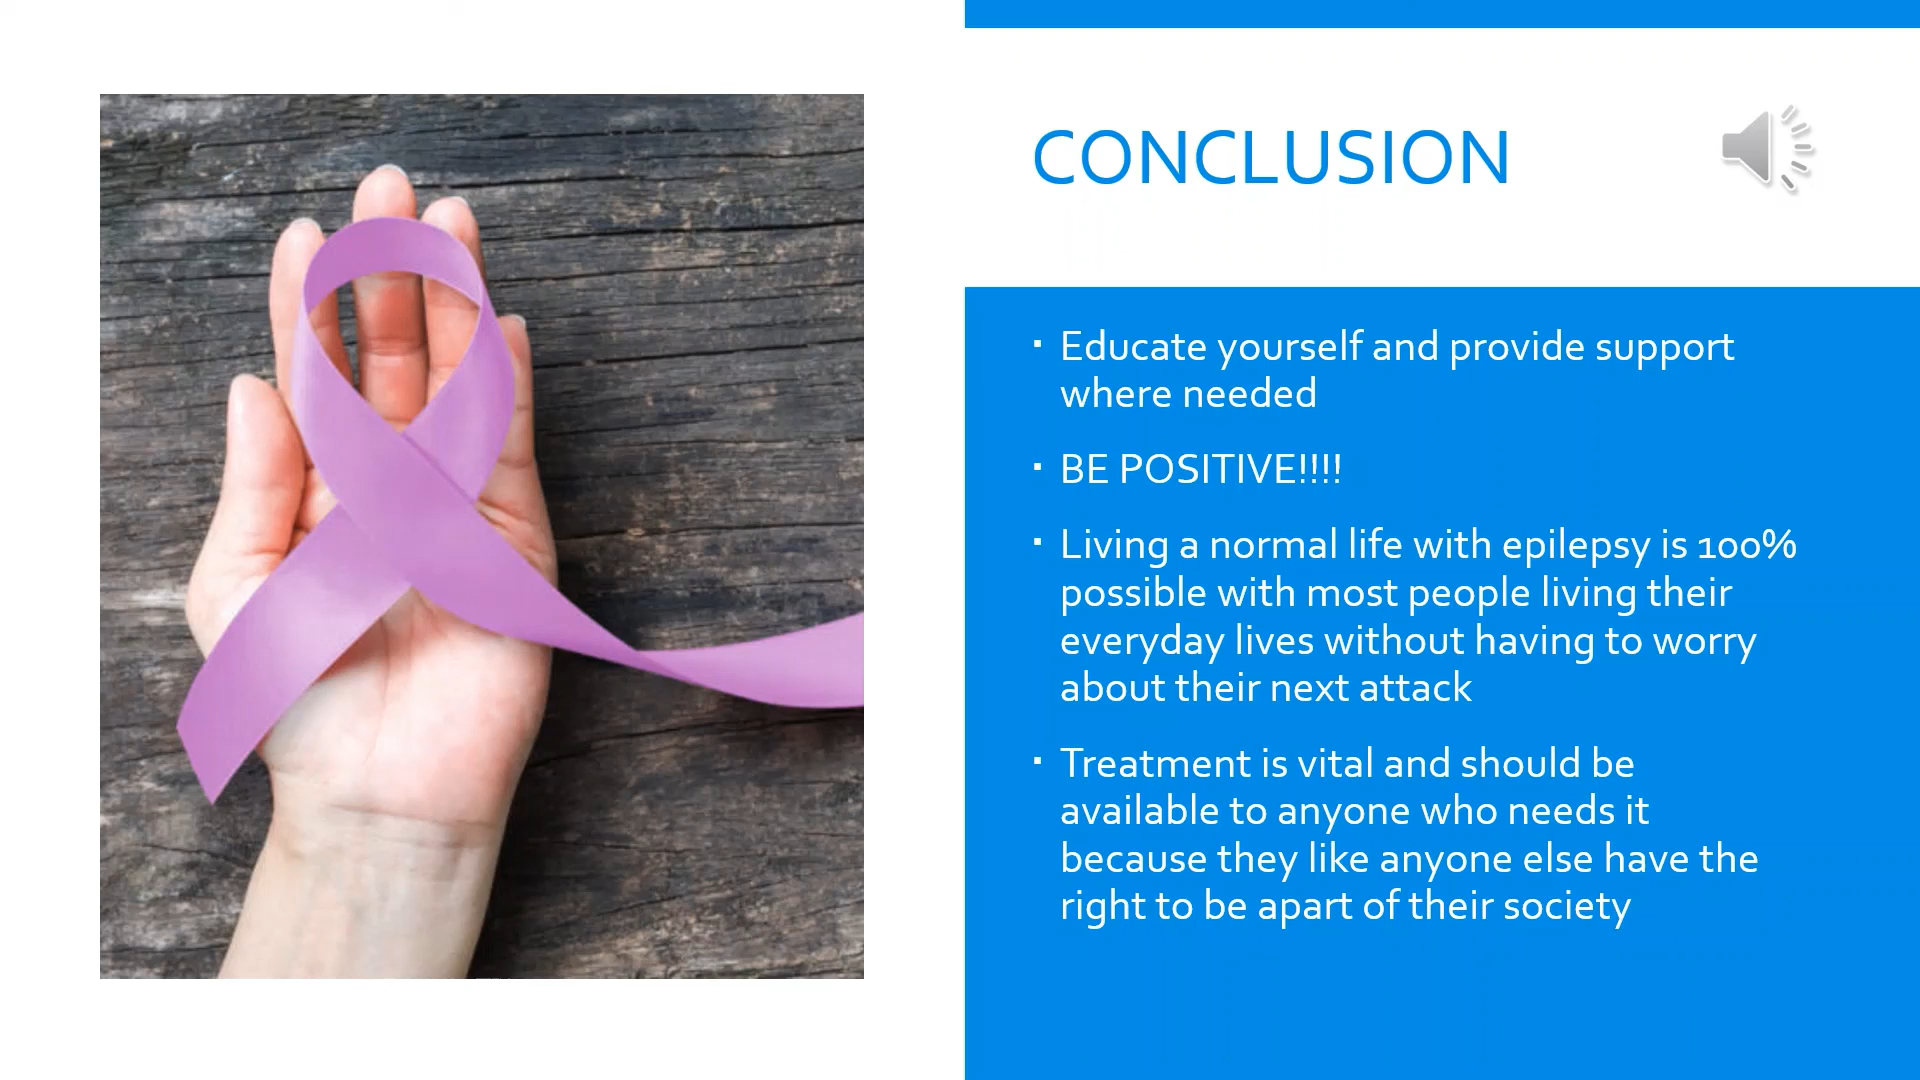 CONCLUSION
▪ Educate yourself and provide support
where needed
▪ BE POSITIVE!!!!
▪ Living a normal life with epilepsy is 100%
possible with most people living their
everyday lives without having to worry
about their next attack
▪ Treatment is vital and should be
available to anyone who needs it
because they like anyone else have the
right to be apart of their society